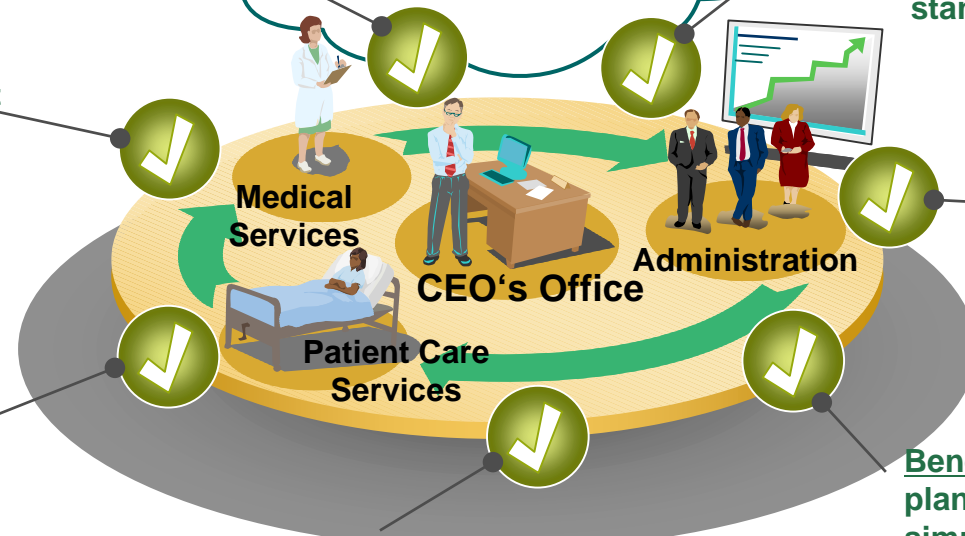 Medical
Services
CEO‘s Office
Administration
Patient Care
Services